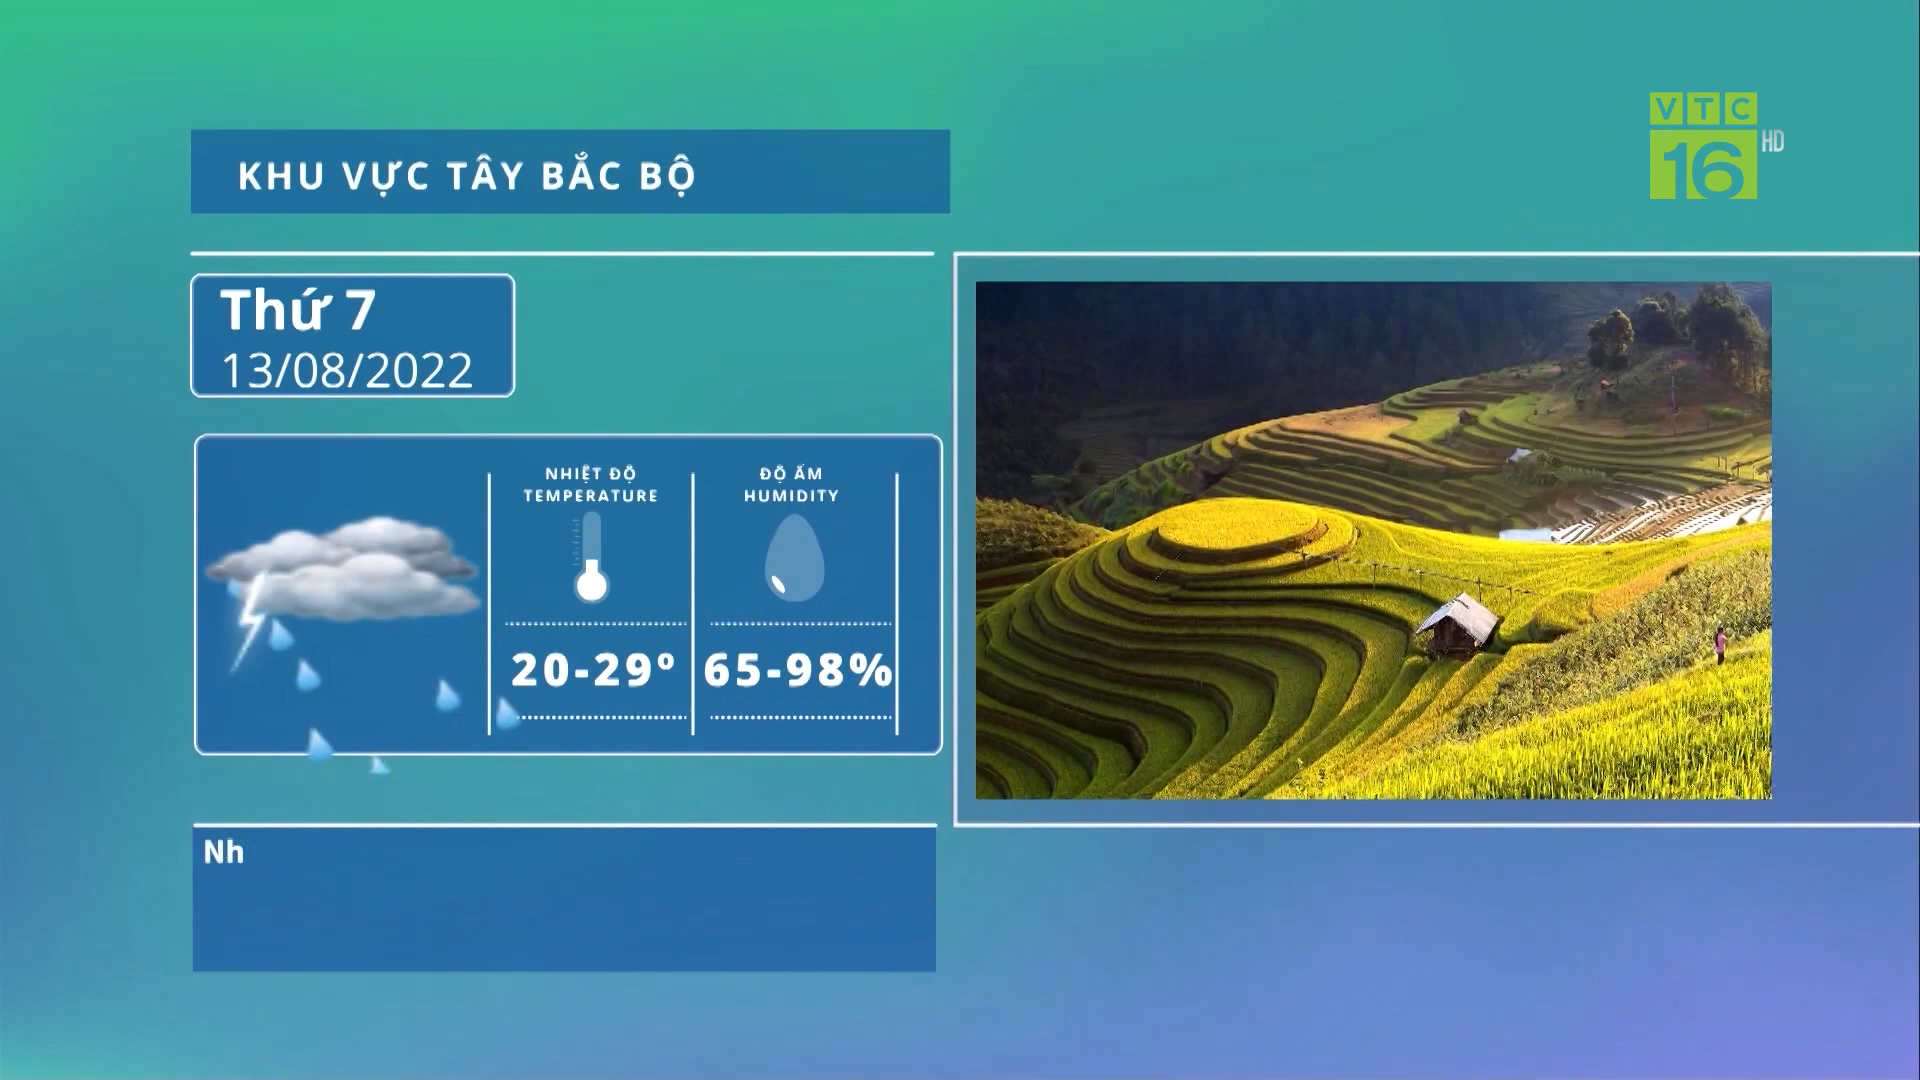 VTC
16 HD
KHU VỰC TÂY BẮC BỘ
Thứ 7
13/08/2022
NHIỆT ĐỘ
TEMPERATURE
20-29º
ĐỘ ẨM
HUMIDITY
65-98%
Nh